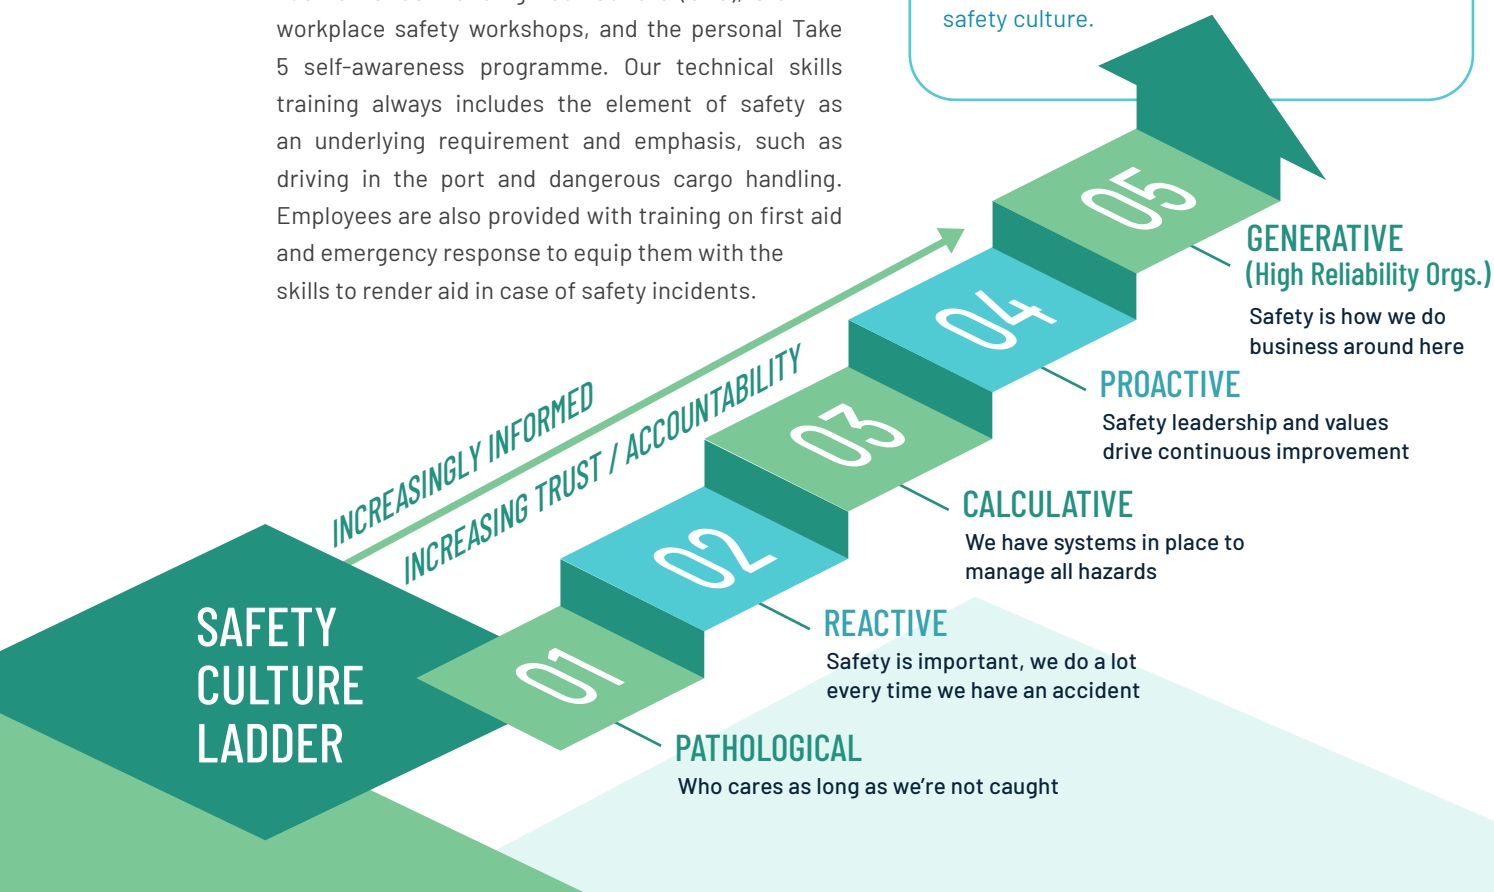 workplace safety workshops, and the personal Take
5 self-awareness programme. Our technical skills
training always includes the element of safety as
an underlying requirement and emphasis, such as
driving in the port and dangerous cargo handling.
Employees are also provided with training on first aid
and emergency response to equip them with the
skills to render aid in case of safety incidents.
safety culture.
INCREASINGLY INFORMED
INCREASING TRUST / ACCOUNTABILITY
SAFETY
CULTURE
LADDER
05
GENERATIVE
(High Reliability Orgs.)
Safety is how we do
business around here
04
PROACTIVE
Safety leadership and values
drive continuous improvement
03
CALCULATIVE
We have systems in place to
manage all hazards
02
REACTIVE
Safety is important, we do a lot
every time we have an accident
01
PATHOLOGICAL
Who cares as long as we're not caught